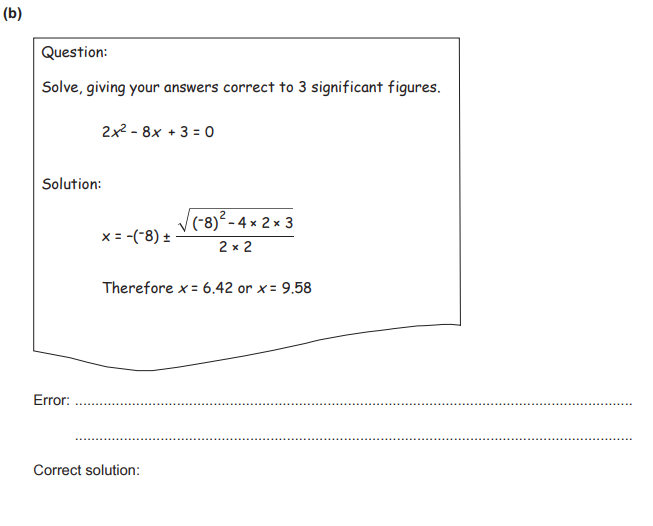 (b)
Question:
Solve, giving your answers correct to 3 significant figures.
2x² - 8x + 3 = 0
Solution:
x = -(⁻8) ± √((⁻8)² - 4 × 2 × 3) / (2 × 2)
Therefore x = 6.42 or x = 9.58
Error: ................................................................................
................................................................................
Correct solution: